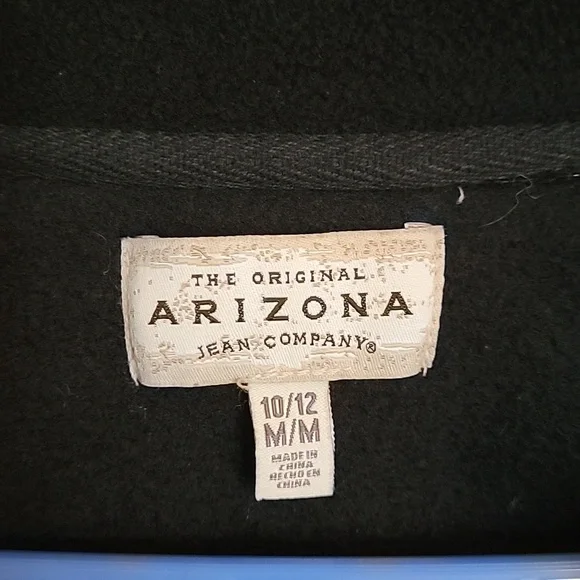 THE ORIGINAL
ARIZONA
JEAN COMPANY®
10/12
M/M
MADE IN
CHINA
HECHO EN
CHINA